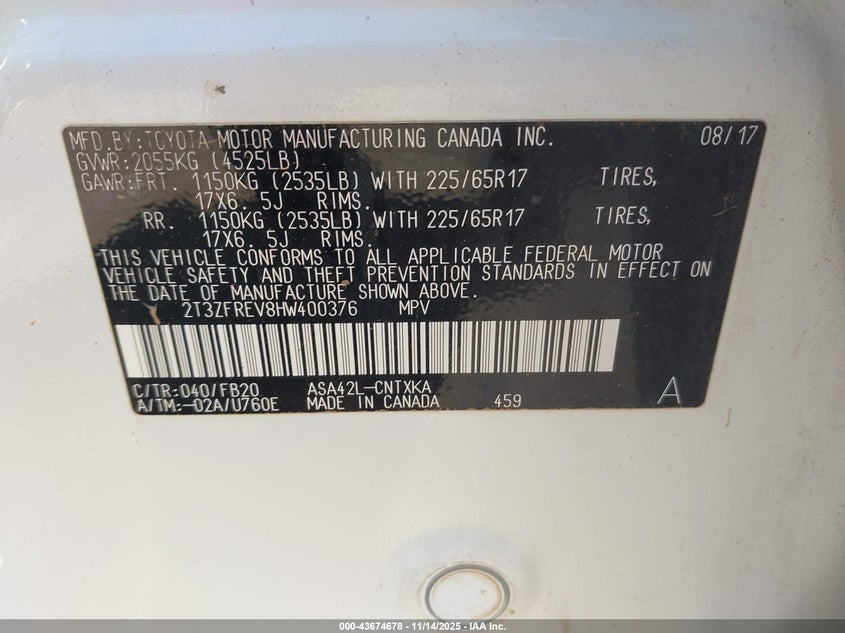 MFD.BY:TOYOTA MOTOR MANUFACTURING CANADA INC. 08/17
GVWR:2055KG (4525LB)
GAWR:FRT. 1150KG (2535LB) WITH 225/65R17 TIRES,
17X6.5J RIMS.
RR. 1150KG (2535LB) WITH 225/65R17 TIRES,
17X6.5J RIMS.
THIS VEHICLE CONFORMS TO ALL APPLICABLE FEDERAL MOTOR
VEHICLE SAFETY AND THEFT PREVENTION STANDARDS IN EFFECT ON
THE DATE OF MANUFACTURE SHOWN ABOVE.
2T3ZFREV8HW400376 MPV
C/TR:040/FB20 ASA42L-CNTXKA
A/TM:-02A/U760E MADE IN CANADA 459 A
000-43674678 - 11/14/2025 - IAA Inc.